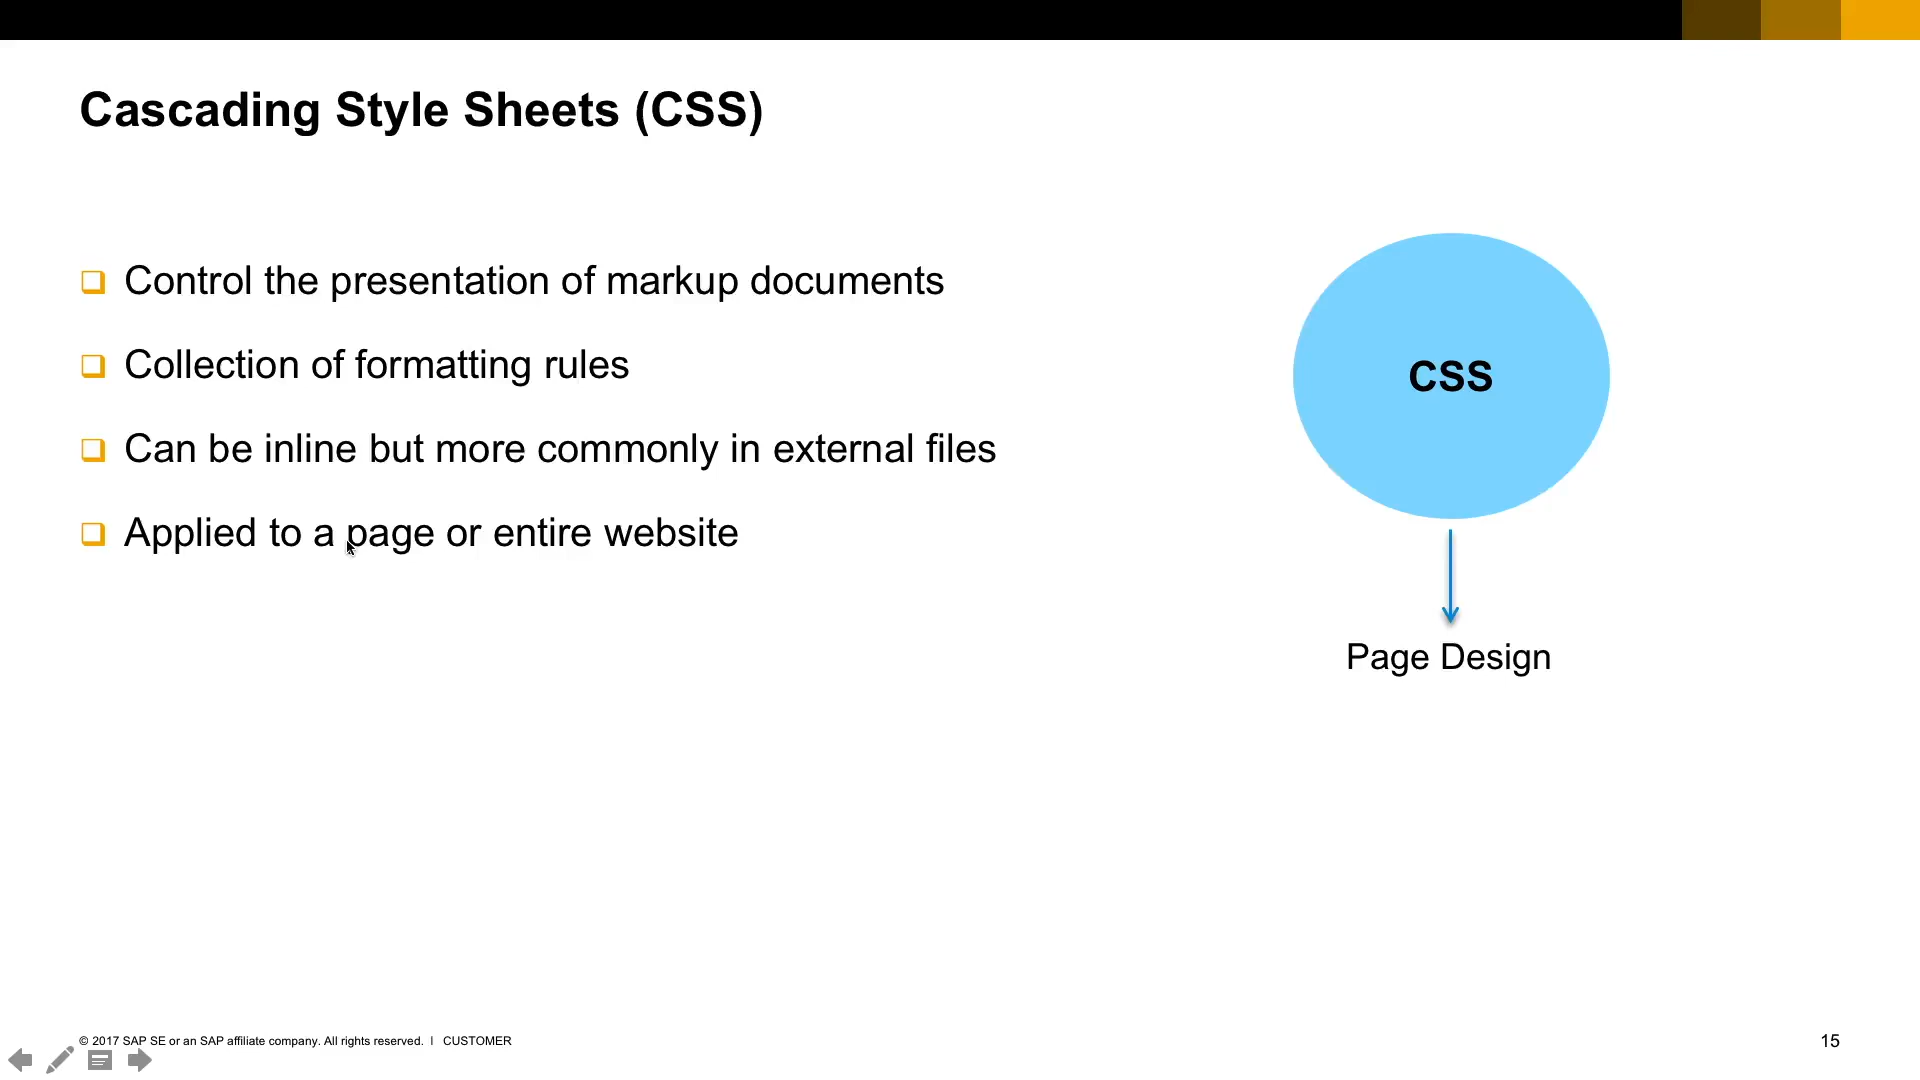 Cascading Style Sheets (CSS)
Control the presentation of markup documents
Collection of formatting rules
Can be inline but more commonly in external files
Applied to a page or entire website
CSS
Page Design
© 2017 SAP SE or an SAP affiliate company. All rights reserved. | CUSTOMER
15